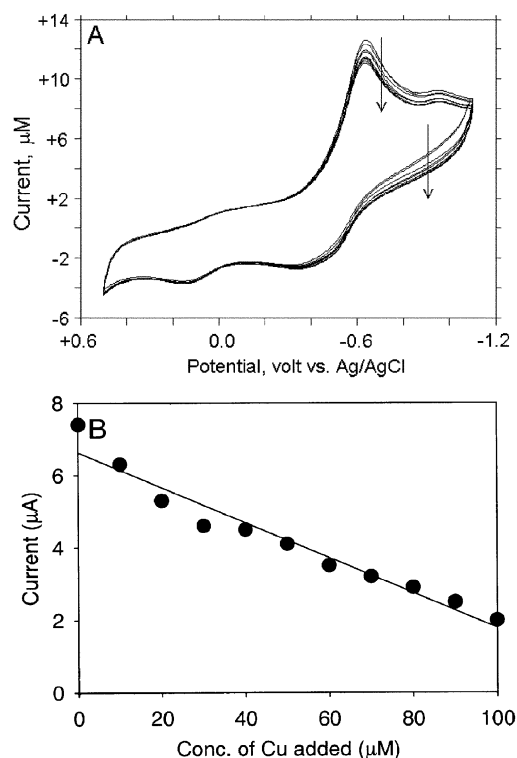 A
+14
+10
+6
+2
-2
-6
Current, μM
+0.6 0.0 -0.6 -1.2
Potential, volt vs. Ag/AgCl
B
8
6
4
2
0
Current (μA)
0 20 40 60 80 100
Conc. of Cu added (μM)